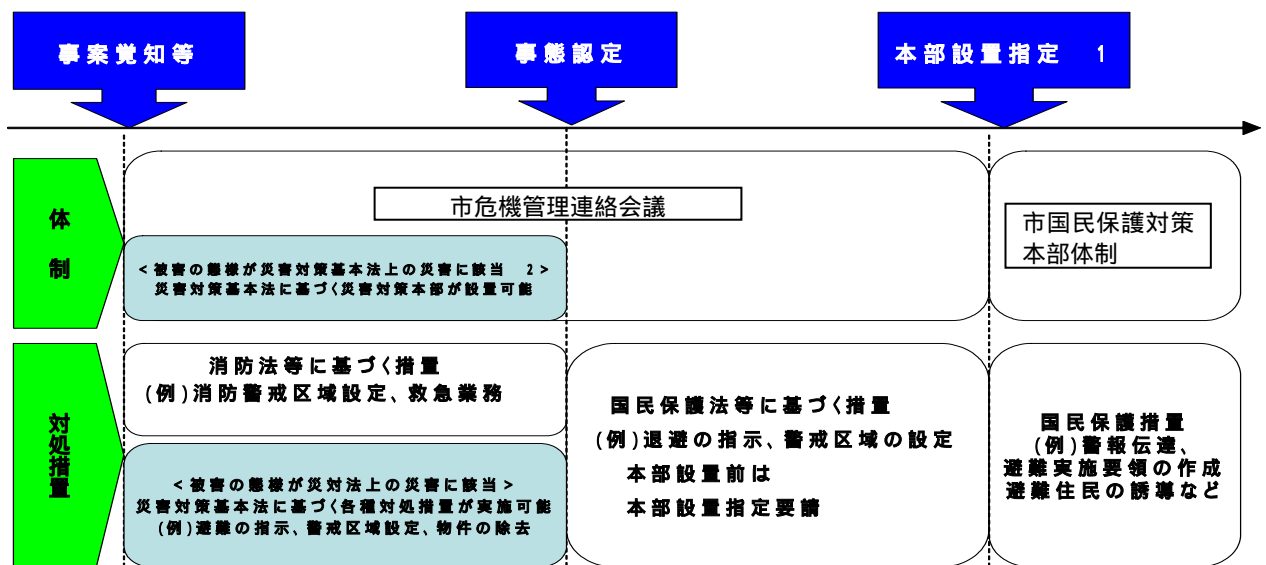 事案覚知等
事態認定
本部設置指定 1
体
制
市危機管理連絡会議
市国民保護対策
本部体制
<被害の態様が災害対策基本法上の災害に該当 2>
災害対策基本法に基づく災害対策本部が設置可能
対処措置
消防法等に基づく措置
(例)消防警戒区域設定、救急業務
<被害の態様が災対法上の災害に該当>
災害対策基本法に基づく各種対処措置が実施可能
(例)避難の指示、警戒区域設定、物件の除去
国民保護法等に基づく措置
(例)退避の指示、警戒区域の設定
本部設置前は
本部設置指定要請
国民保護措置
(例)警報伝達、
避難実施要領の作成
避難住民の誘導など